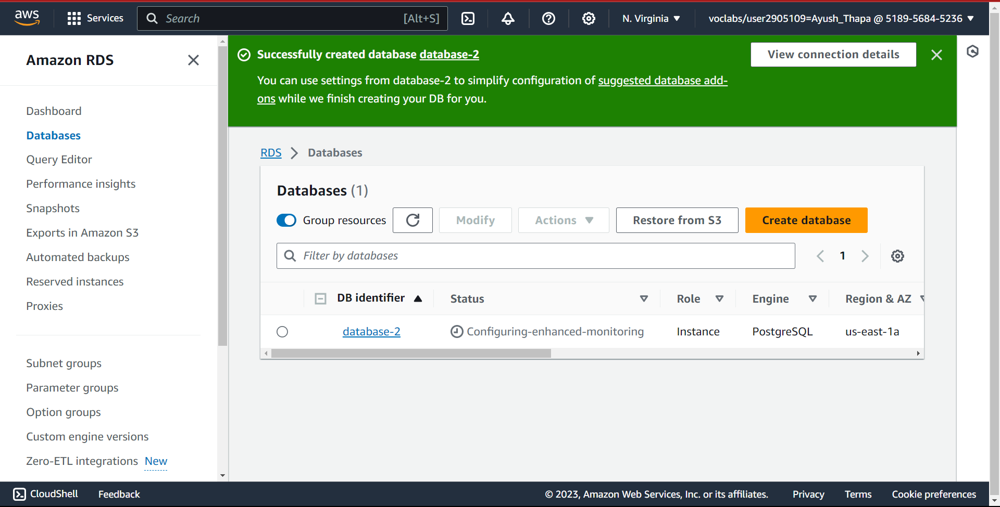 aws
Services
Search [Alt+S]
N. Virginia
voclabs/user2905109=Ayush_Thapa @ 5189-5684-5236
Amazon RDS
Dashboard
Databases
Query Editor
Performance insights
Snapshots
Exports in Amazon S3
Automated backups
Reserved instances
Proxies
Subnet groups
Parameter groups
Option groups
Custom engine versions
Zero-ETL integrations New
Successfully created database database-2
View connection details
You can use settings from database-2 to simplify configuration of suggested database add-
ons while we finish creating your DB for you.
RDS Databases
Databases (1)
Group resources Modify Actions Restore from S3 Create database
Filter by databases 1
DB identifier Status Role Engine Region & AZ
database-2 Configuring-enhanced-monitoring Instance PostgreSQL us-east-1a
CloudShell Feedback © 2023, Amazon Web Services, Inc. or its affiliates. Privacy Terms Cookie preferences